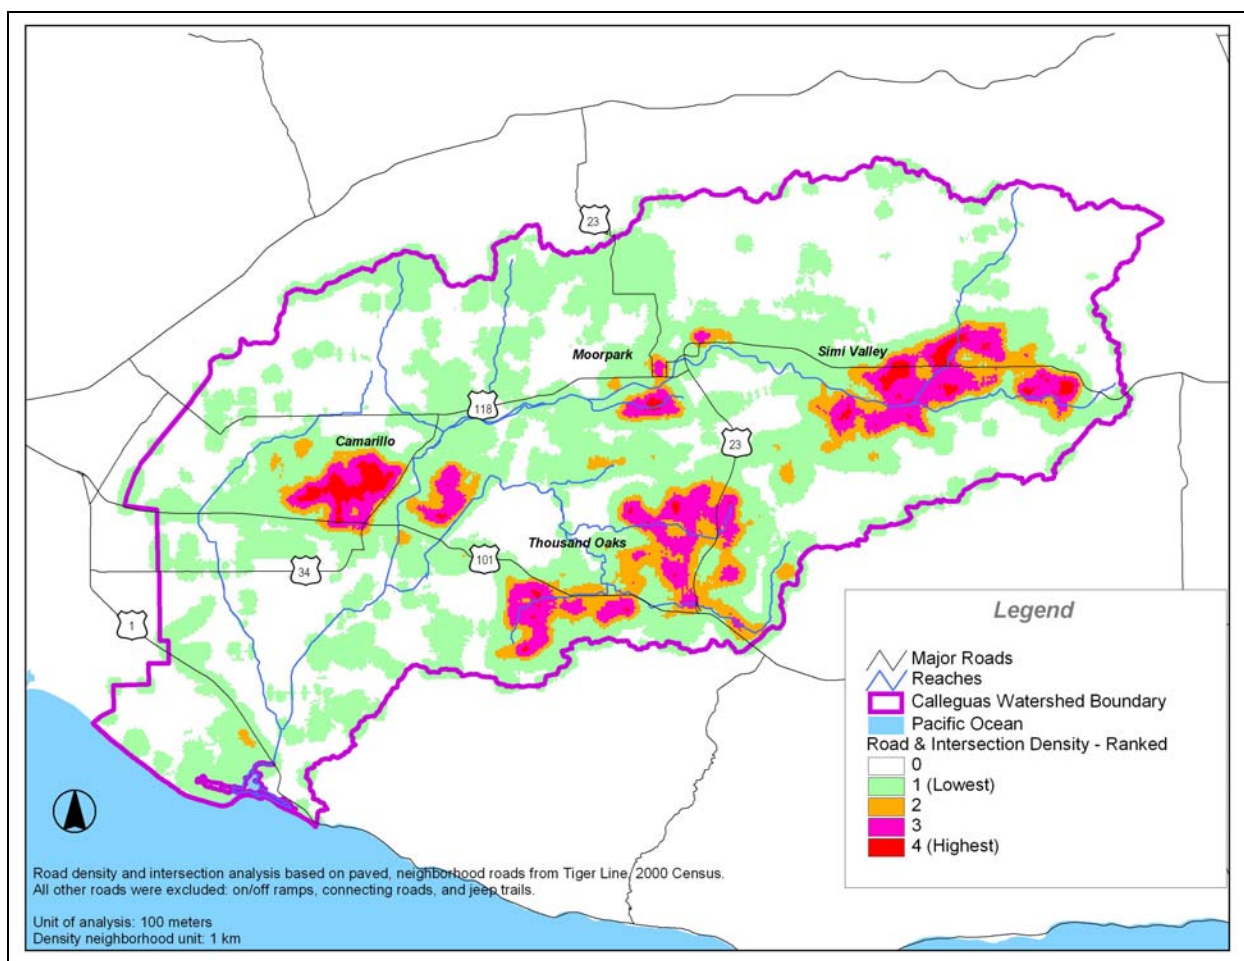 23
Moorpark
Simi Valley
118
Camarillo
23
Thousand Oaks
101
34
1
Legend
Major Roads
Reaches
Calleguas Watershed Boundary
Pacific Ocean
Road & Intersection Density - Ranked
0
1 (Lowest)
2
3
4 (Highest)
Road density and intersection analysis based on paved, neighborhood roads from Tiger Line, 2000 Census.
All other roads were excluded: on/off ramps, connecting roads, and jeep trails.
Unit of analysis: 100 meters
Density neighborhood unit: 1 km